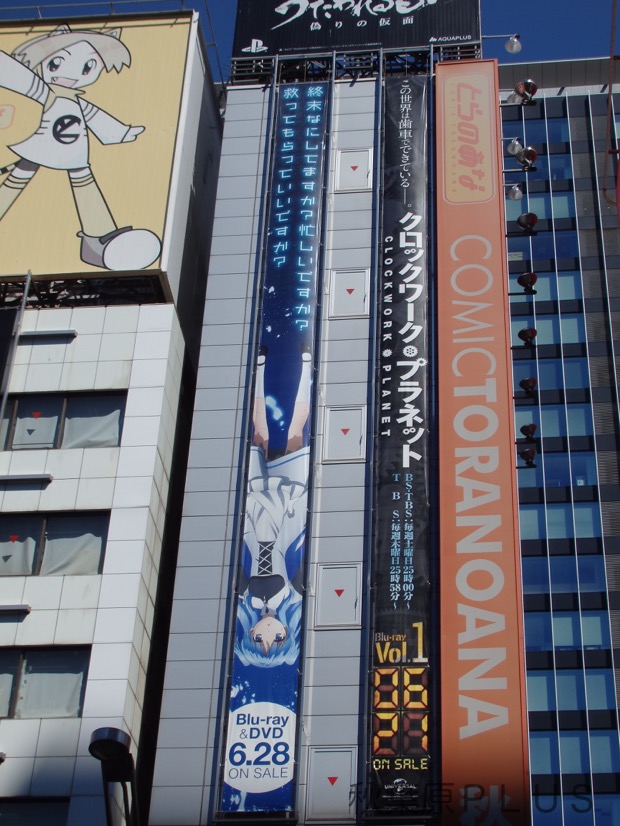 うたわれるもの
偽りの仮面
AQUAPLUS
終末なにしてますか?忙しいですか?
救ってもらっていいですか?
Blu-ray
&DVD
6.28
ON SALE
この世界は歯車でできている——。
クロックワーク・プラネット
CLOCKWORK PLANET
BS-TBS:毎週土曜日25時00分~
TBS:毎週木曜日25時58分~
Blu-ray
Vol.1
06
21
ON SALE
UNIVERSAL
とらのあな
COMIC TORANOANA
秋葉原PLUS